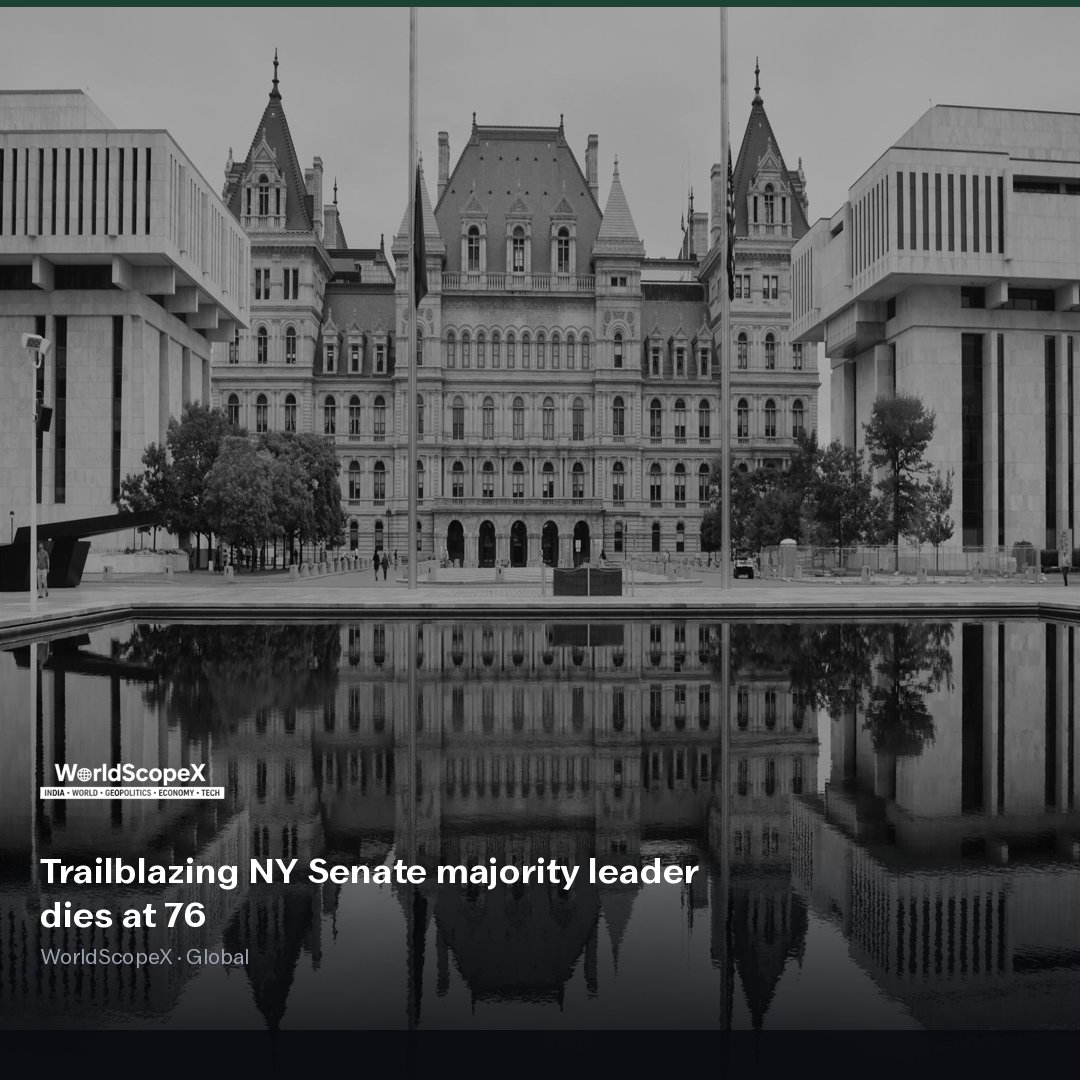 WorldScopeX
INDIA • WORLD • GEOPOLITICS • ECONOMY • TECH
Trailblazing NY Senate majority leader
dies at 76
WorldScopeX · Global